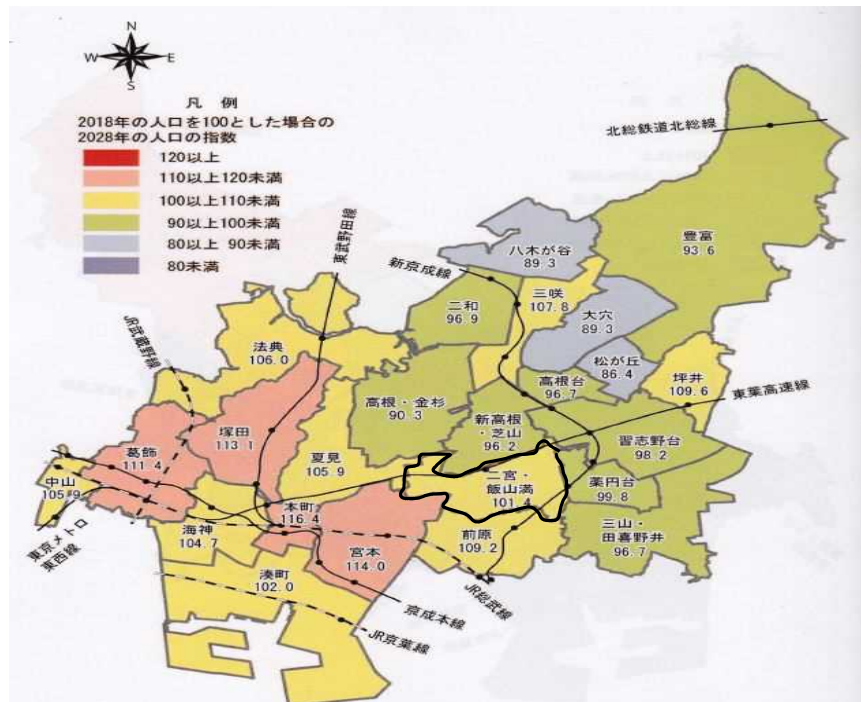 N
W
E
S
凡 例
2018年の人口を100とした場合の
2028年の人口の指数
120以上
110以上120未満
100以上110未満
90以上100未満
80以上 90未満
80未満
北総鉄道北総線
東武野田線
新京成線
八木が谷
89.3
豊富
93.6
三咲
107.8
二和
96.9
大穴
89.3
JR武蔵野線
法典
106.0
松が丘
86.4
坪井
109.6
高根台
96.7
東葉高速線
高根・金杉
90.3
新高根
・芝山
96.2
塚田
113.1
習志野台
98.2
葛飾
111.4
夏見
105.9
中山
105.9
二宮・
飯山満
101.4
薬円台
99.8
本町
116.4
海神
104.7
前原
109.2
三山・
田喜野井
96.7
宮本
114.0
東京メトロ
東西線
湊町
102.0
JR総武線
京成本線
JR京葉線